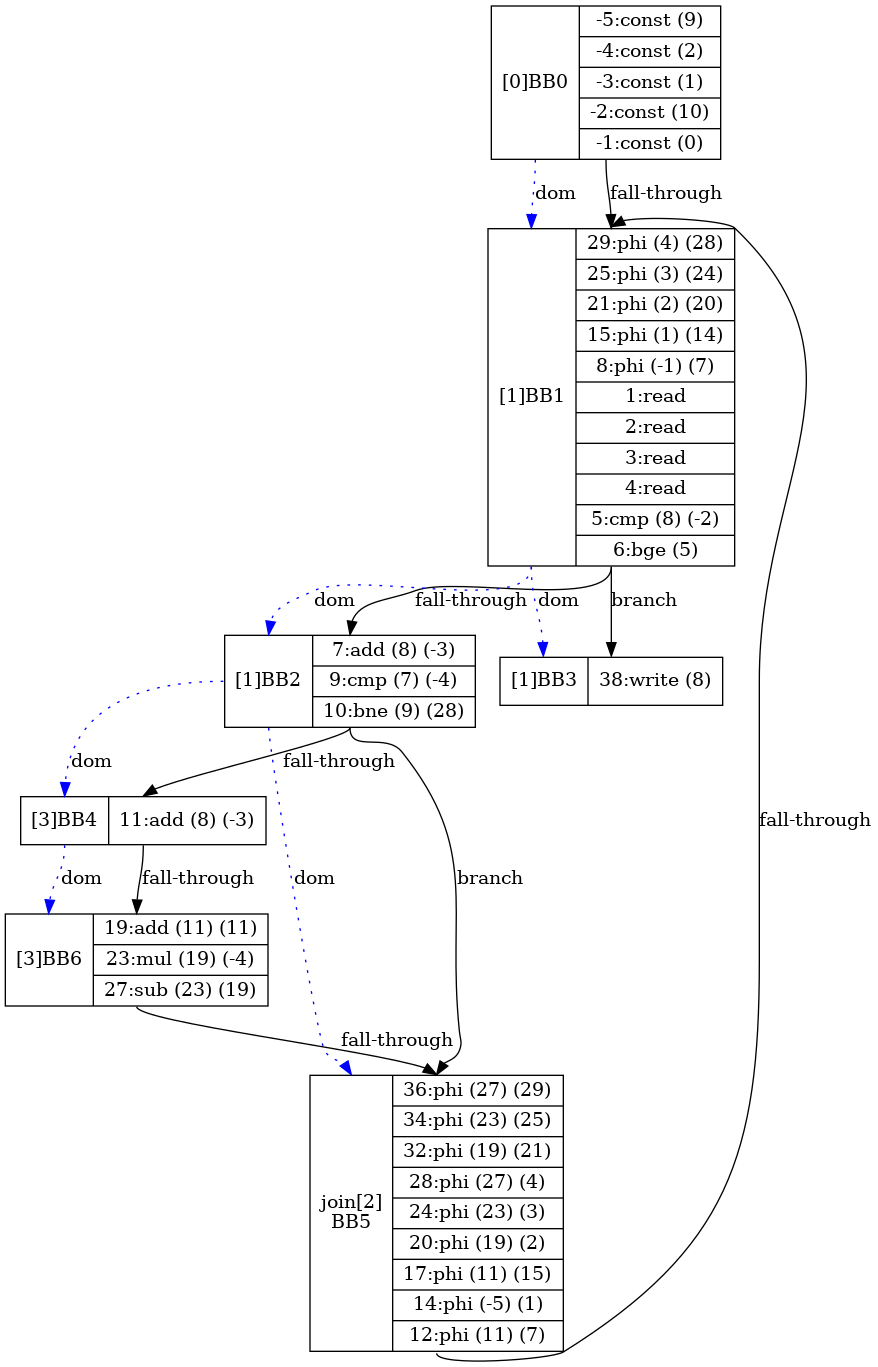 [0]BB0
-5:const (9)
-4:const (2)
-3:const (1)
-2:const (10)
-1:const (0)
dom
fall-through
[1]BB1
29:phi (4) (28)
25:phi (3) (24)
21:phi (2) (20)
15:phi (1) (14)
8:phi (-1) (7)
1:read
2:read
3:read
4:read
5:cmp (8) (-2)
6:bge (5)
dom
fall-through
dom
branch
[1]BB2
7:add (8) (-3)
9:cmp (7) (-4)
10:bne (9) (28)
[1]BB3
38:write (8)
dom
fall-through
[3]BB4
11:add (8) (-3)
fall-through
dom
fall-through
dom
branch
[3]BB6
19:add (11) (11)
23:mul (19) (-4)
27:sub (23) (19)
fall-through
join[2]
BB5
36:phi (27) (29)
34:phi (23) (25)
32:phi (19) (21)
28:phi (27) (4)
24:phi (23) (3)
20:phi (19) (2)
17:phi (11) (15)
14:phi (-5) (1)
12:phi (11) (7)